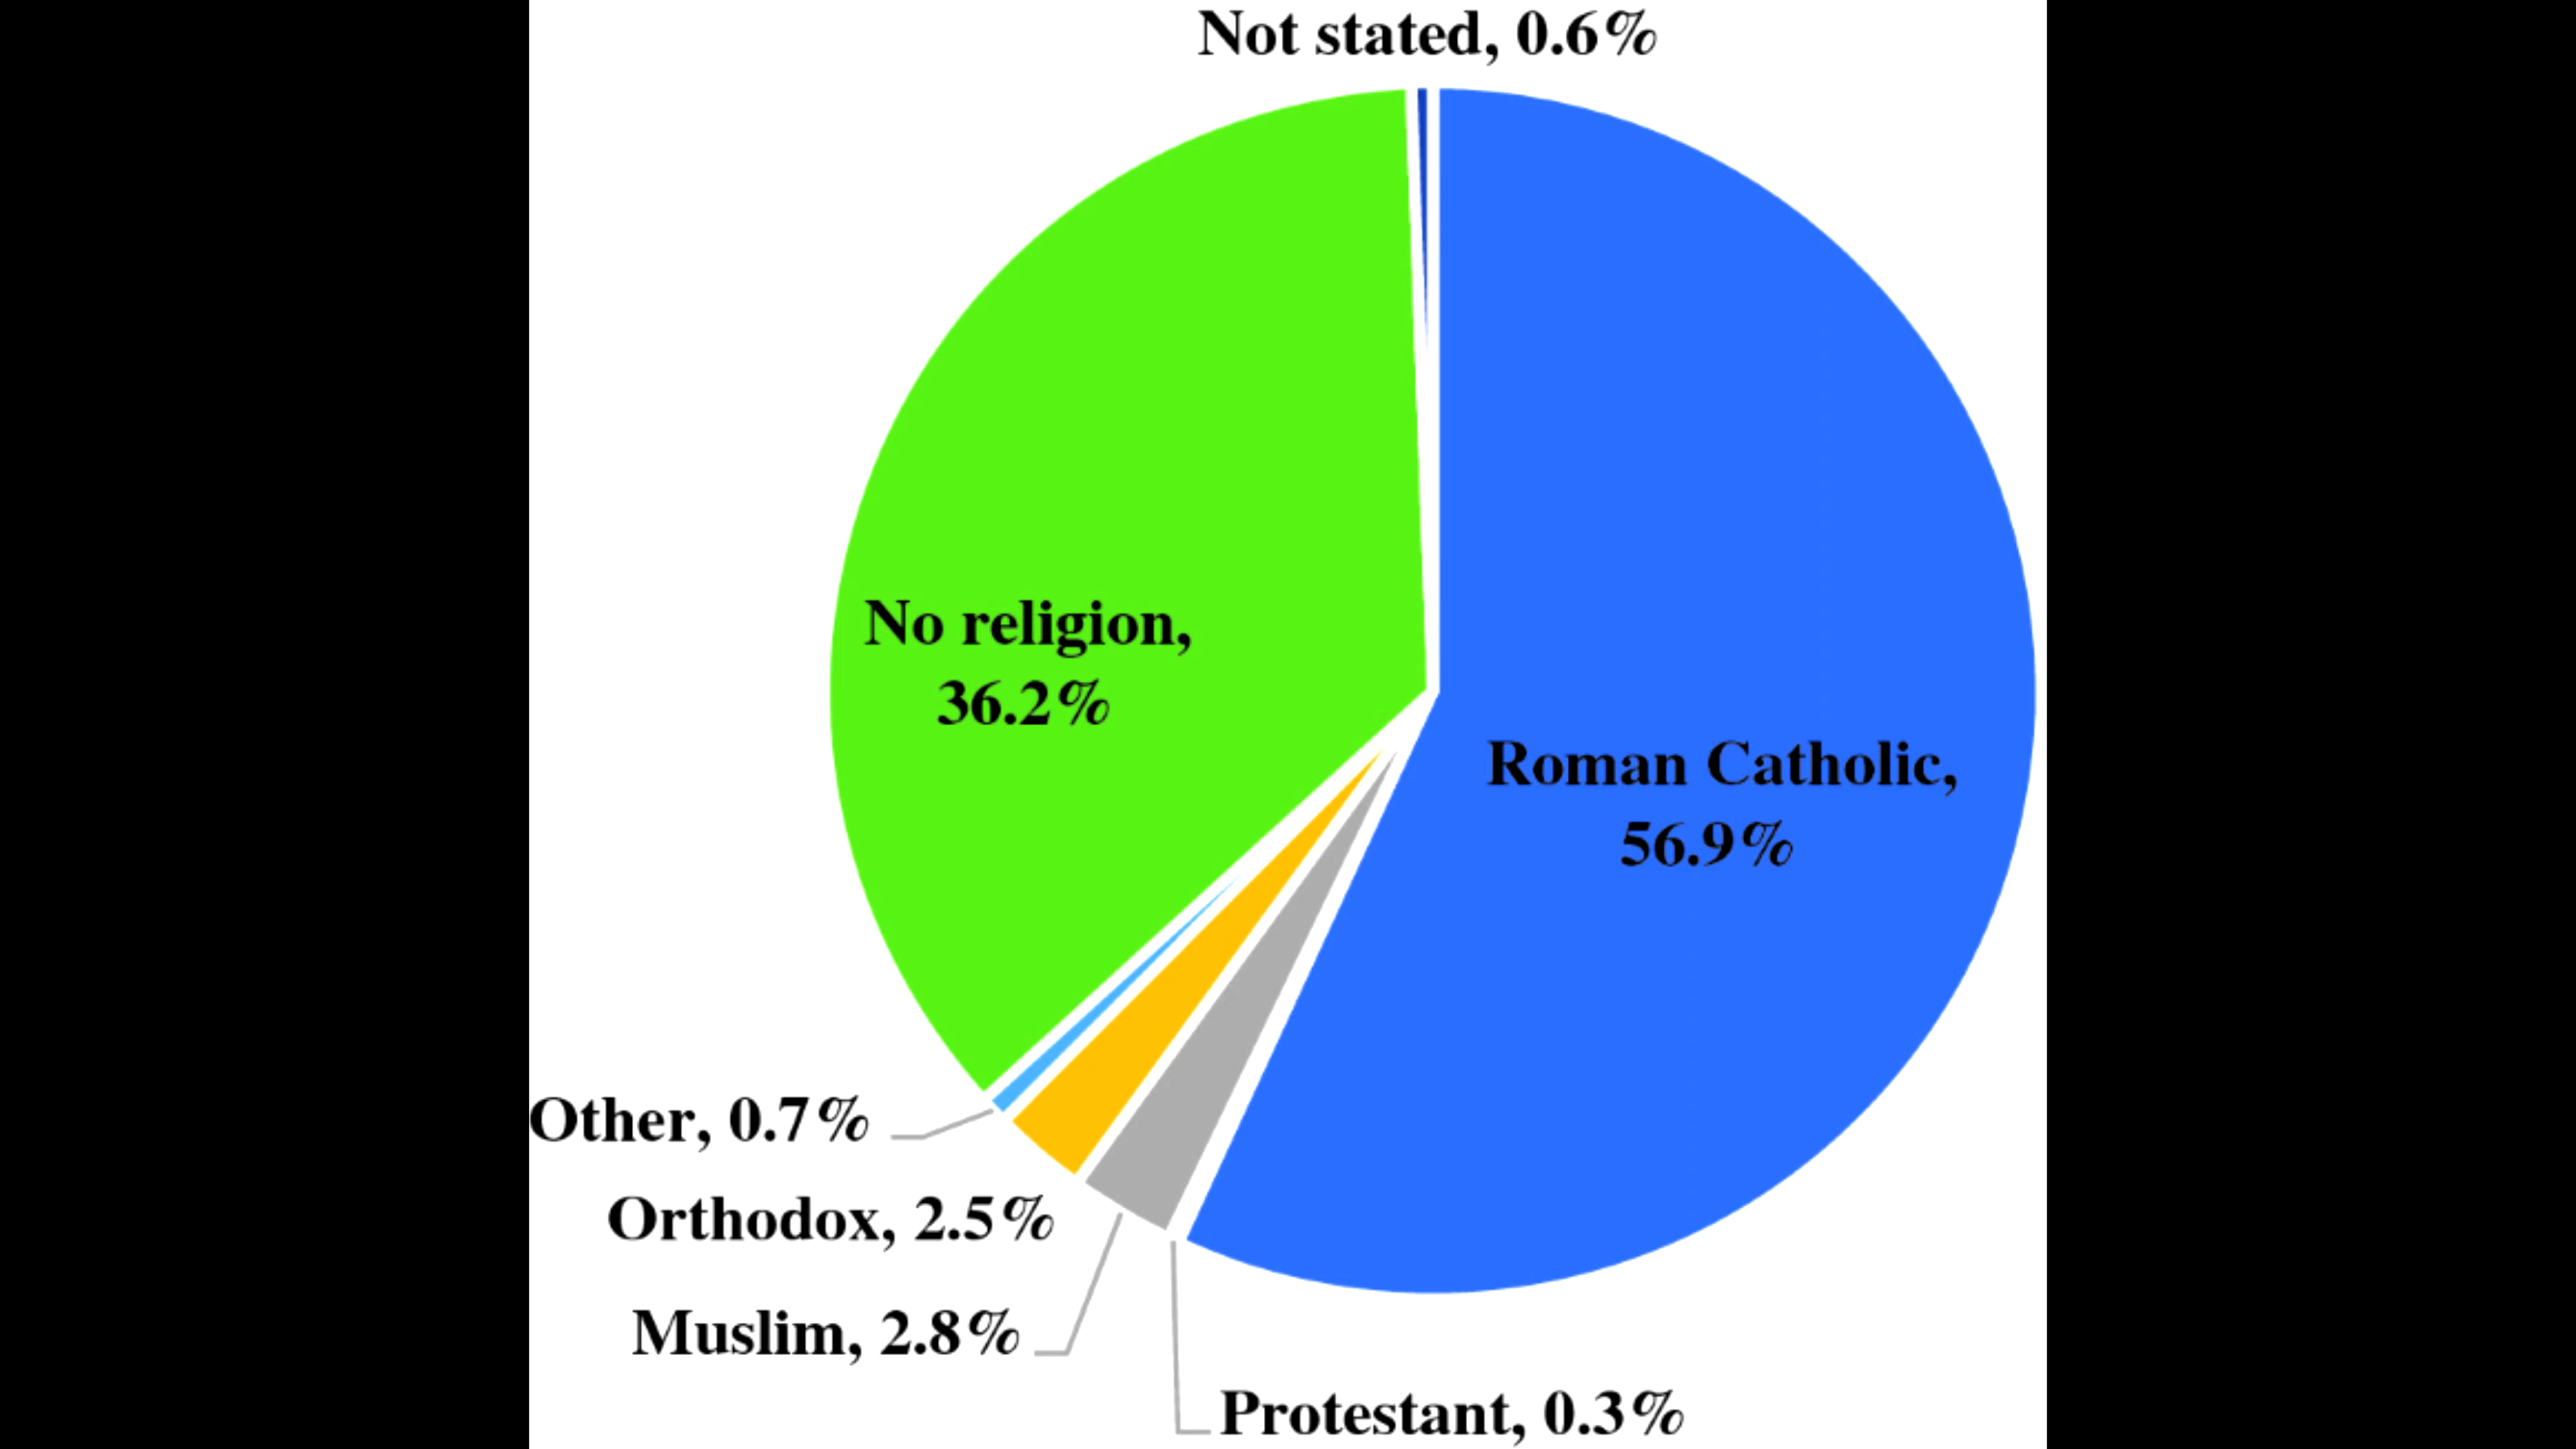 Not stated, 0.6%
No religion,
36.2%
Roman Catholic,
56.9%
Other, 0.7%
Orthodox, 2.5%
Muslim, 2.8%
Protestant, 0.3%